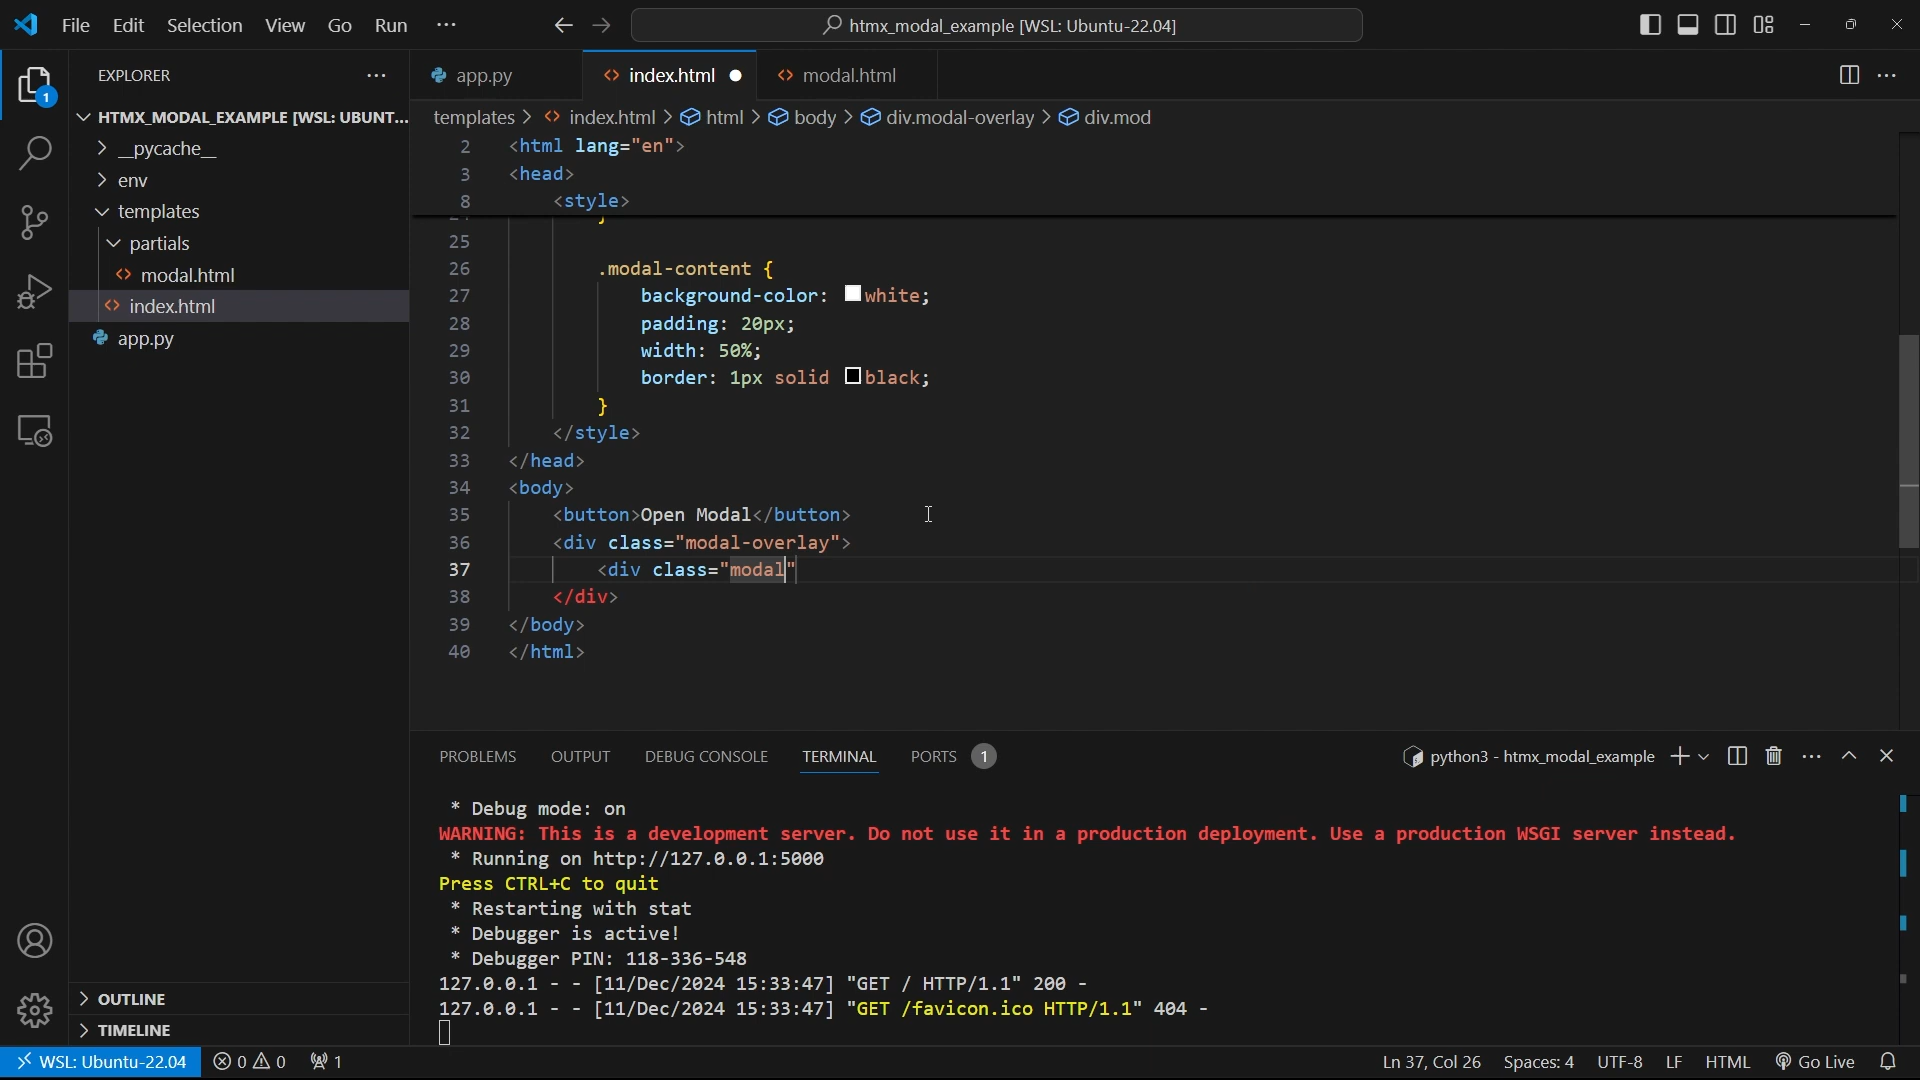 File Edit Selection View Go Run ··· htmx_modal_example [WSL: Ubuntu-22.04]
EXPLORER ···
1
HTMX_MODAL_EXAMPLE [WSL: UBUNT...
__pycache__
env
templates
partials
modal.html
index.html
app.py
OUTLINE
TIMELINE
app.py index.html modal.html
templates > index.html > html > body > div.modal-overlay > div.mod
2 <html lang="en">
3 <head>
8 <style>
25
26 .modal-content {
27 background-color: white;
28 padding: 20px;
29 width: 50%;
30 border: 1px solid black;
31 }
32 </style>
33 </head>
34 <body>
35 <button>Open Modal</button>
36 <div class="modal-overlay">
37 <div class="modal"
38 </div>
39 </body>
40 </html>
PROBLEMS OUTPUT DEBUG CONSOLE TERMINAL PORTS 1 python3 - htmx_modal_example
* Debug mode: on
WARNING: This is a development server. Do not use it in a production deployment. Use a production WSGI server instead.
* Running on http://127.0.0.1:5000
Press CTRL+C to quit
* Restarting with stat
* Debugger is active!
* Debugger PIN: 118-336-548
127.0.0.1 - - [11/Dec/2024 15:33:47] "GET / HTTP/1.1" 200 -
127.0.0.1 - - [11/Dec/2024 15:33:47] "GET /favicon.ico HTTP/1.1" 404 -
WSL: Ubuntu-22.04 0 0 1 Ln 37, Col 26 Spaces: 4 UTF-8 LF HTML Go Live